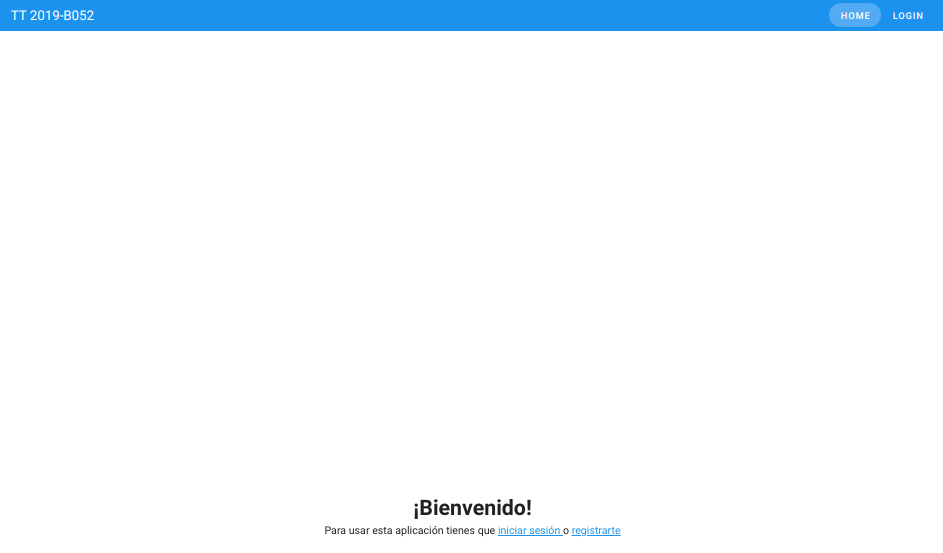 TT 2019-B052
HOME
LOGIN
¡Bienvenido!
Para usar esta aplicación tienes que iniciar sesión o registrarte